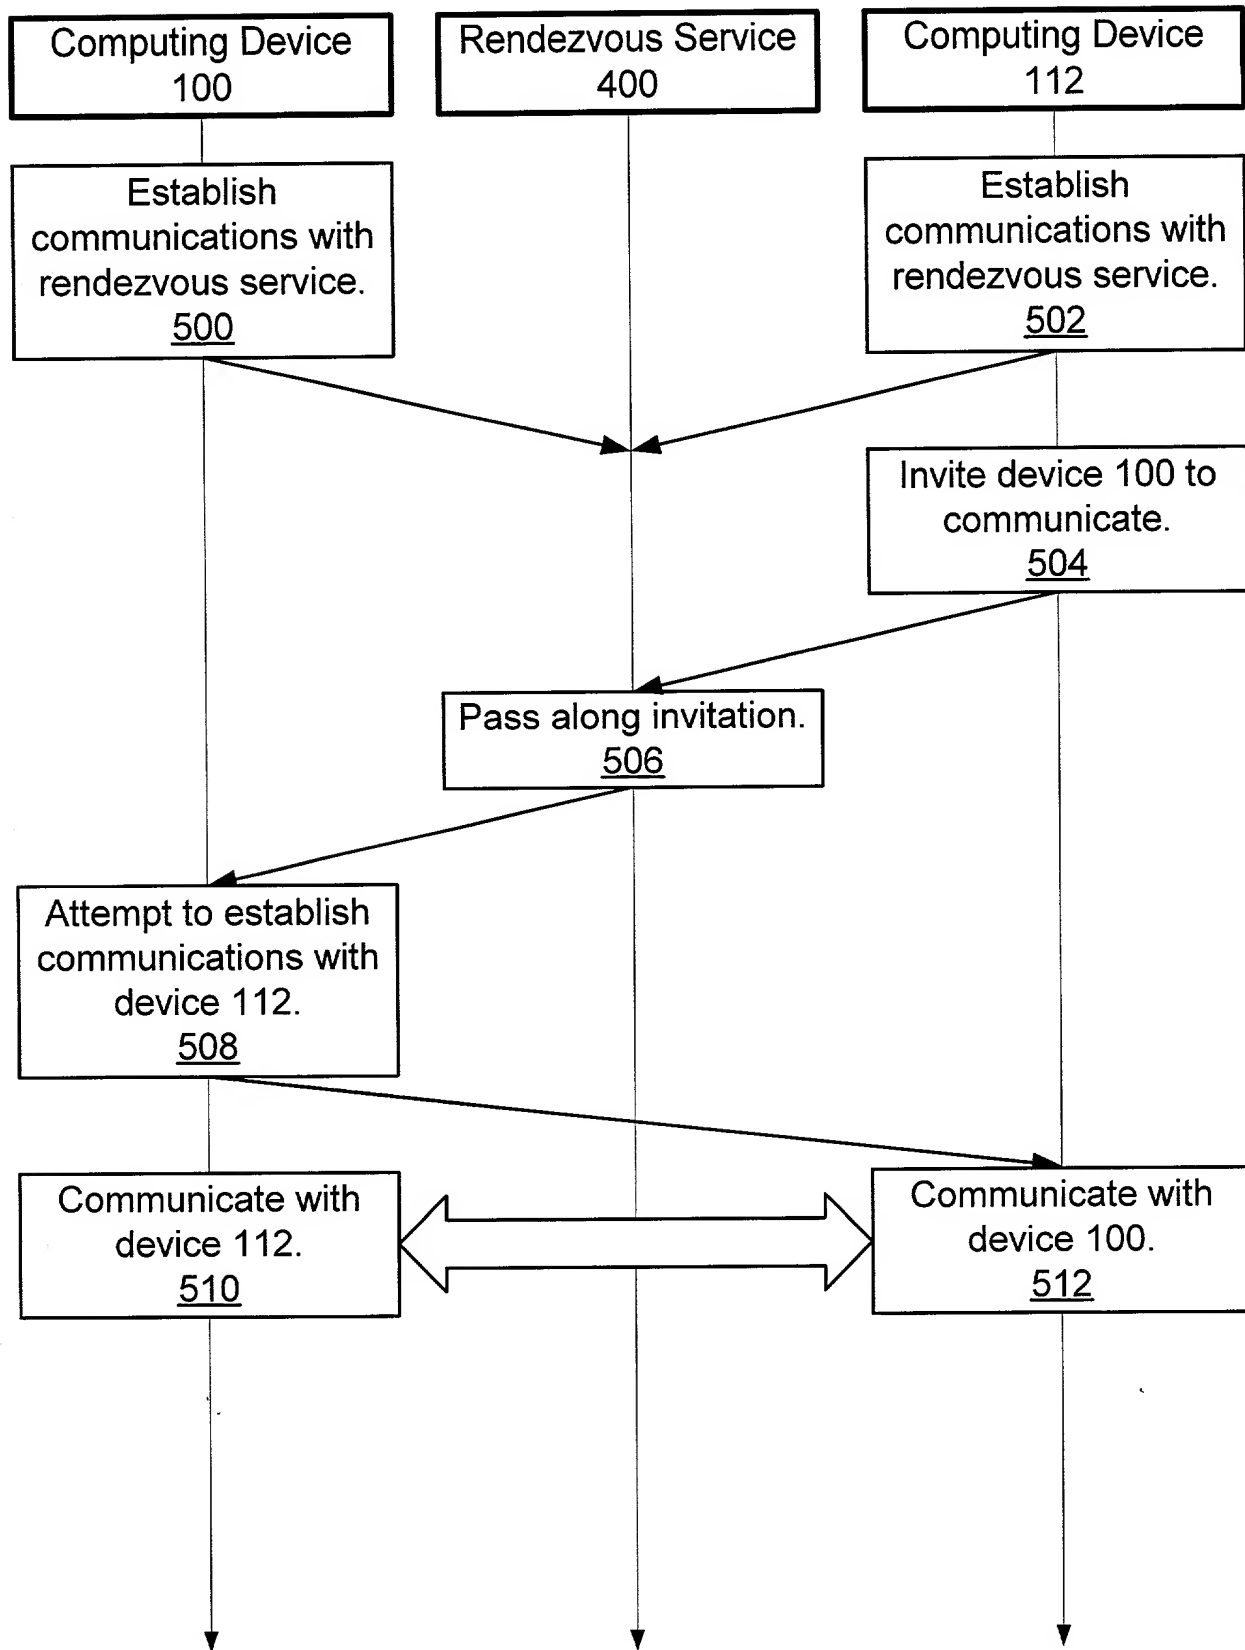 Computing Device
100
Rendezvous Service
400
Computing Device
112
Establish
communications with
rendezvous service.
500
Establish
communications with
rendezvous service.
502
Invite device 100 to
communicate.
504
Pass along invitation.
506
Attempt to establish
communications with
device 112.
508
Communicate with
device 112.
510
Communicate with
device 100.
512